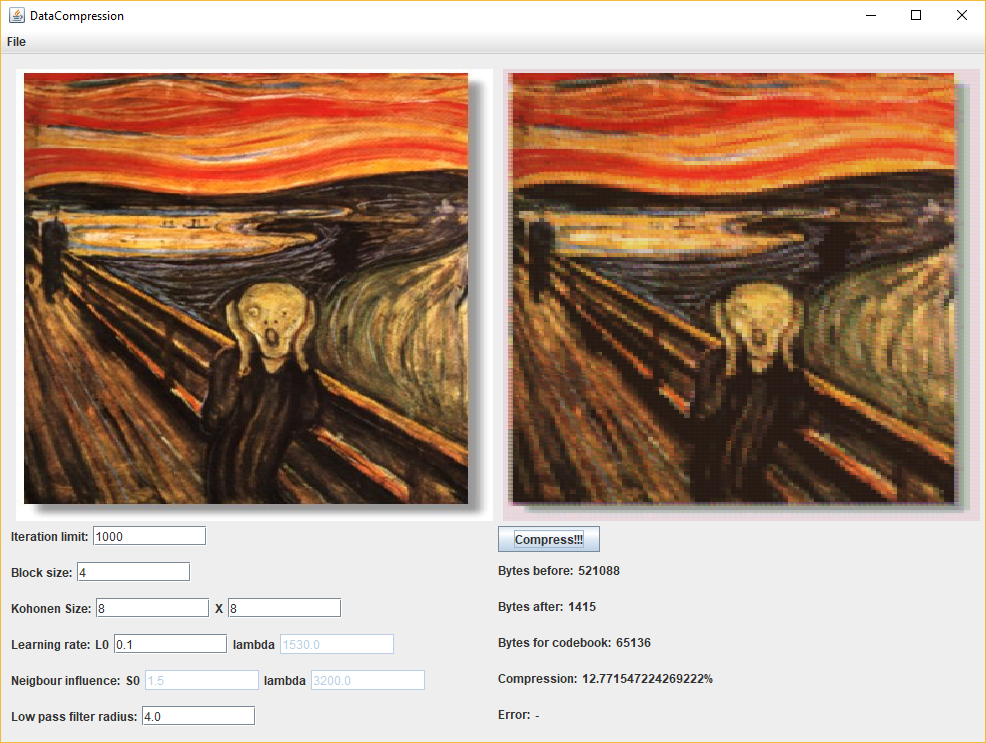 DataCompression
File
Iteration limit: 1000
Block size: 4
Kohonen Size: 8 X 8
Learning rate: L0 0.1 lambda 1530.0
Neigbour influence: S0 1.5 lambda 3200.0
Low pass filter radius: 4.0
Compress!!!
Bytes before: 521088
Bytes after: 1415
Bytes for codebook: 65136
Compression: 12.771547224269222%
Error: -